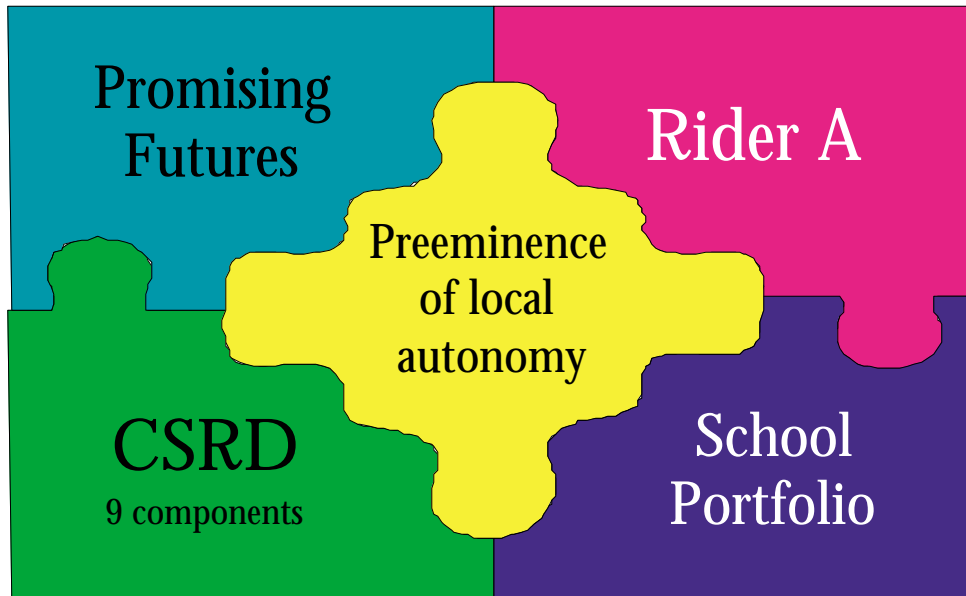 Promising
Futures
Rider A
Preeminence
of local
autonomy
CSRD
9 components
School
Portfolio